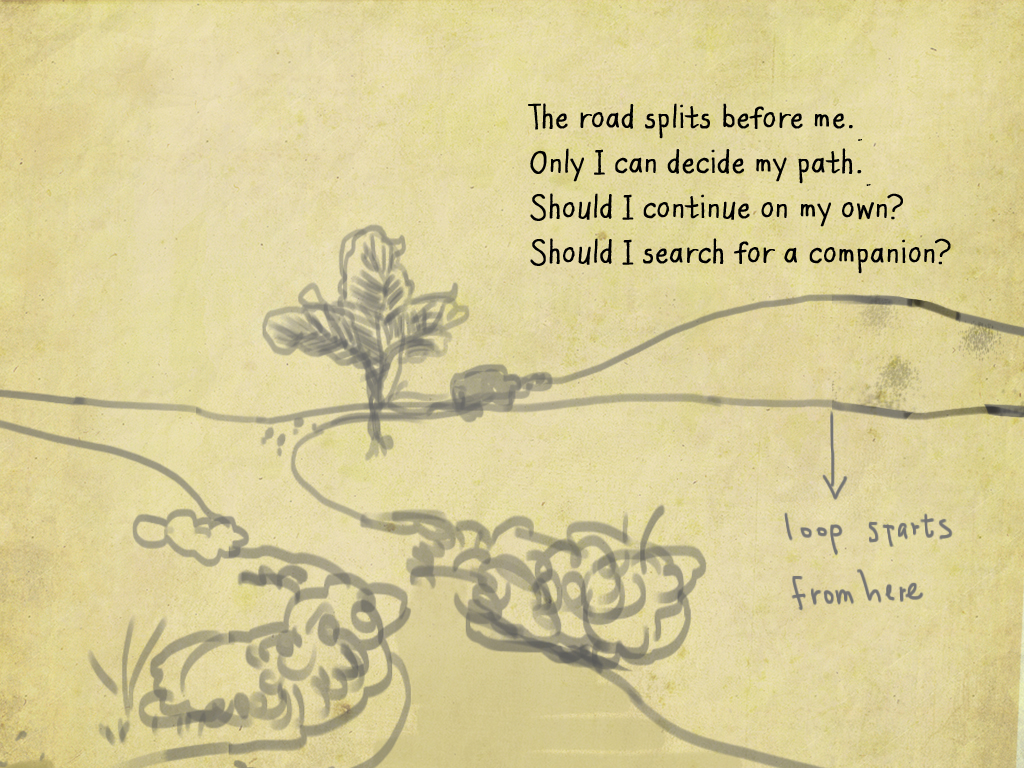 The road splits before me.
Only I can decide my path.
Should I continue on my own?
Should I search for a companion?
loop starts
from here